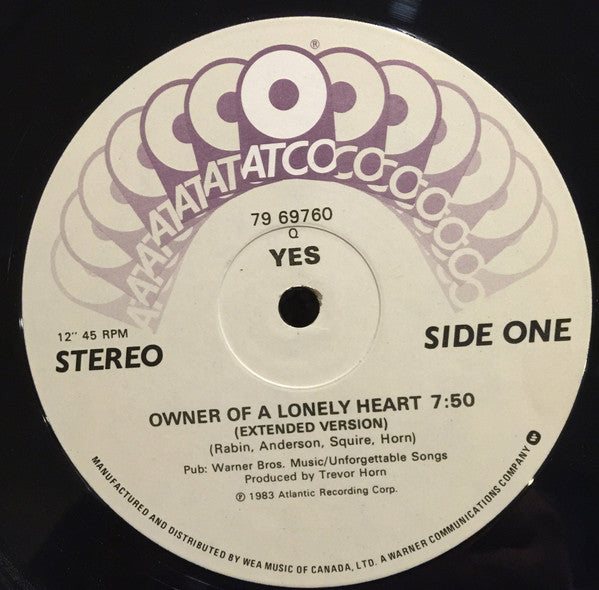 ®
ATATATATATATCOCOCOCOCOCO
79 69760
Q
YES
12" 45 RPM
STEREO
SIDE ONE
OWNER OF A LONELY HEART 7:50
(EXTENDED VERSION)
(Rabin, Anderson, Squire, Horn)
Pub: Warner Bros. Music/Unforgettable Songs
Produced by Trevor Horn
℗ 1983 Atlantic Recording Corp.
MANUFACTURED AND DISTRIBUTED BY WEA MUSIC OF CANADA, LTD. A WARNER COMMUNICATIONS COMPANY